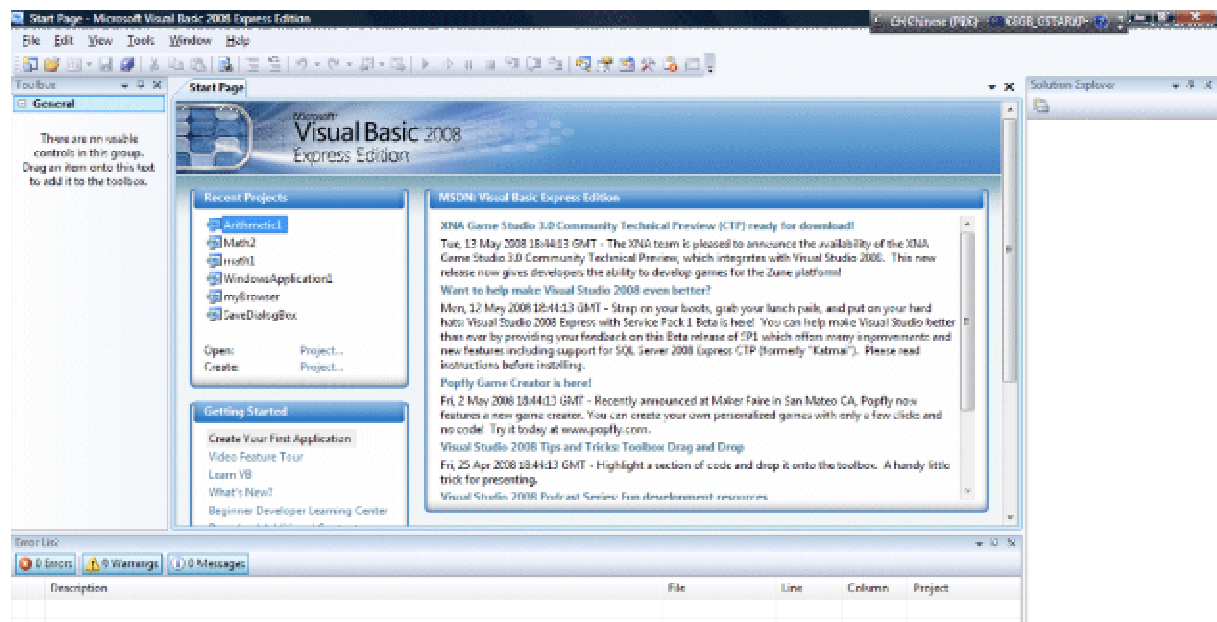 Start Page - Microsoft Visual Basic 2008 Express Edition
CH Chinese (PRC)
File Edit View Tools Window Help
Toolbox
Start Page
Solution Explorer
General
There are no usable
controls in this group.
Drag an item onto this text
to add it to the toolbox.
Microsoft
Visual Basic 2008
Express Edition
Recent Projects
Arithmetic1
Math2
math1
WindowsApplication1
myBrowser
SaveDialogBox
Open: Project...
Create: Project...
Getting Started
Create Your First Application
Video Feature Tour
Learn VB
What's New?
Beginner Developer Learning Center
MSDN: Visual Basic Express Edition
XNA Game Studio 3.0 Community Technical Preview (CTP) ready for download!
Tue, 13 May 2008 18:44:13 GMT - The XNA team is pleased to announce the availability of the XNA
Game Studio 3.0 Community Technical Preview, which integrates with Visual Studio 2008. This new
release now gives developers the ability to develop games for the Zune platform!
Want to help make Visual Studio 2008 even better?
Mon, 12 May 2008 18:44:13 GMT - Strap on your boots, grab your lunch pails, and put on your hard
hats: Visual Studio 2008 Express with Service Pack 1 Beta is here! You can help make Visual Studio better
than ever by providing your feedback on this Beta release of SP1 which offers many improvements and
new features including support for SQL Server 2008 Express CTP (formerly "Katmai"). Please read
instructions before installing.
Popfly Game Creator is here!
Fri, 2 May 2008 18:44:13 GMT - Recently announced at Maker Faire in San Mateo CA, Popfly now
features a new game creator. You can create your own personalized games with only a few clicks and
no code! Try it today at www.popfly.com.
Visual Studio 2008 Tips and Tricks: Toolbox Drag and Drop
Fri, 25 Apr 2008 18:44:13 GMT - Highlight a section of code and drop it onto the toolbox. A handy little
trick for presenting.
Visual Studio 2008 Podcast Series: Fun development resources
Error List
0 Errors 0 Warnings 0 Messages
Description File Line Column Project